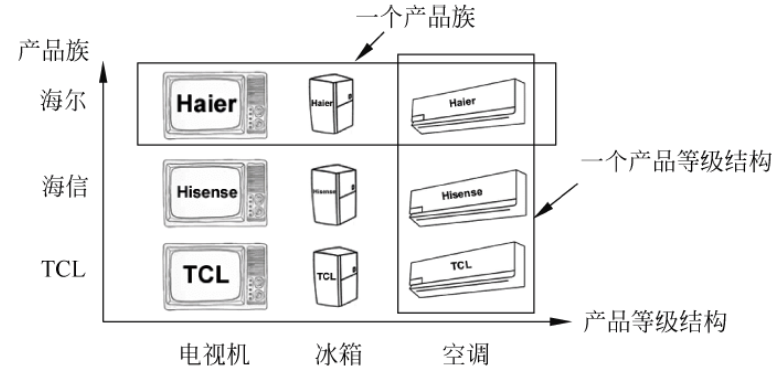 一个产品族
产品族
海尔
Haier
Haier
Haier
一个产品等级结构
海信
Hisense
Hisense
Hisense
TCL
TCL
TCL
TCL
产品等级结构
电视机
冰箱
空调